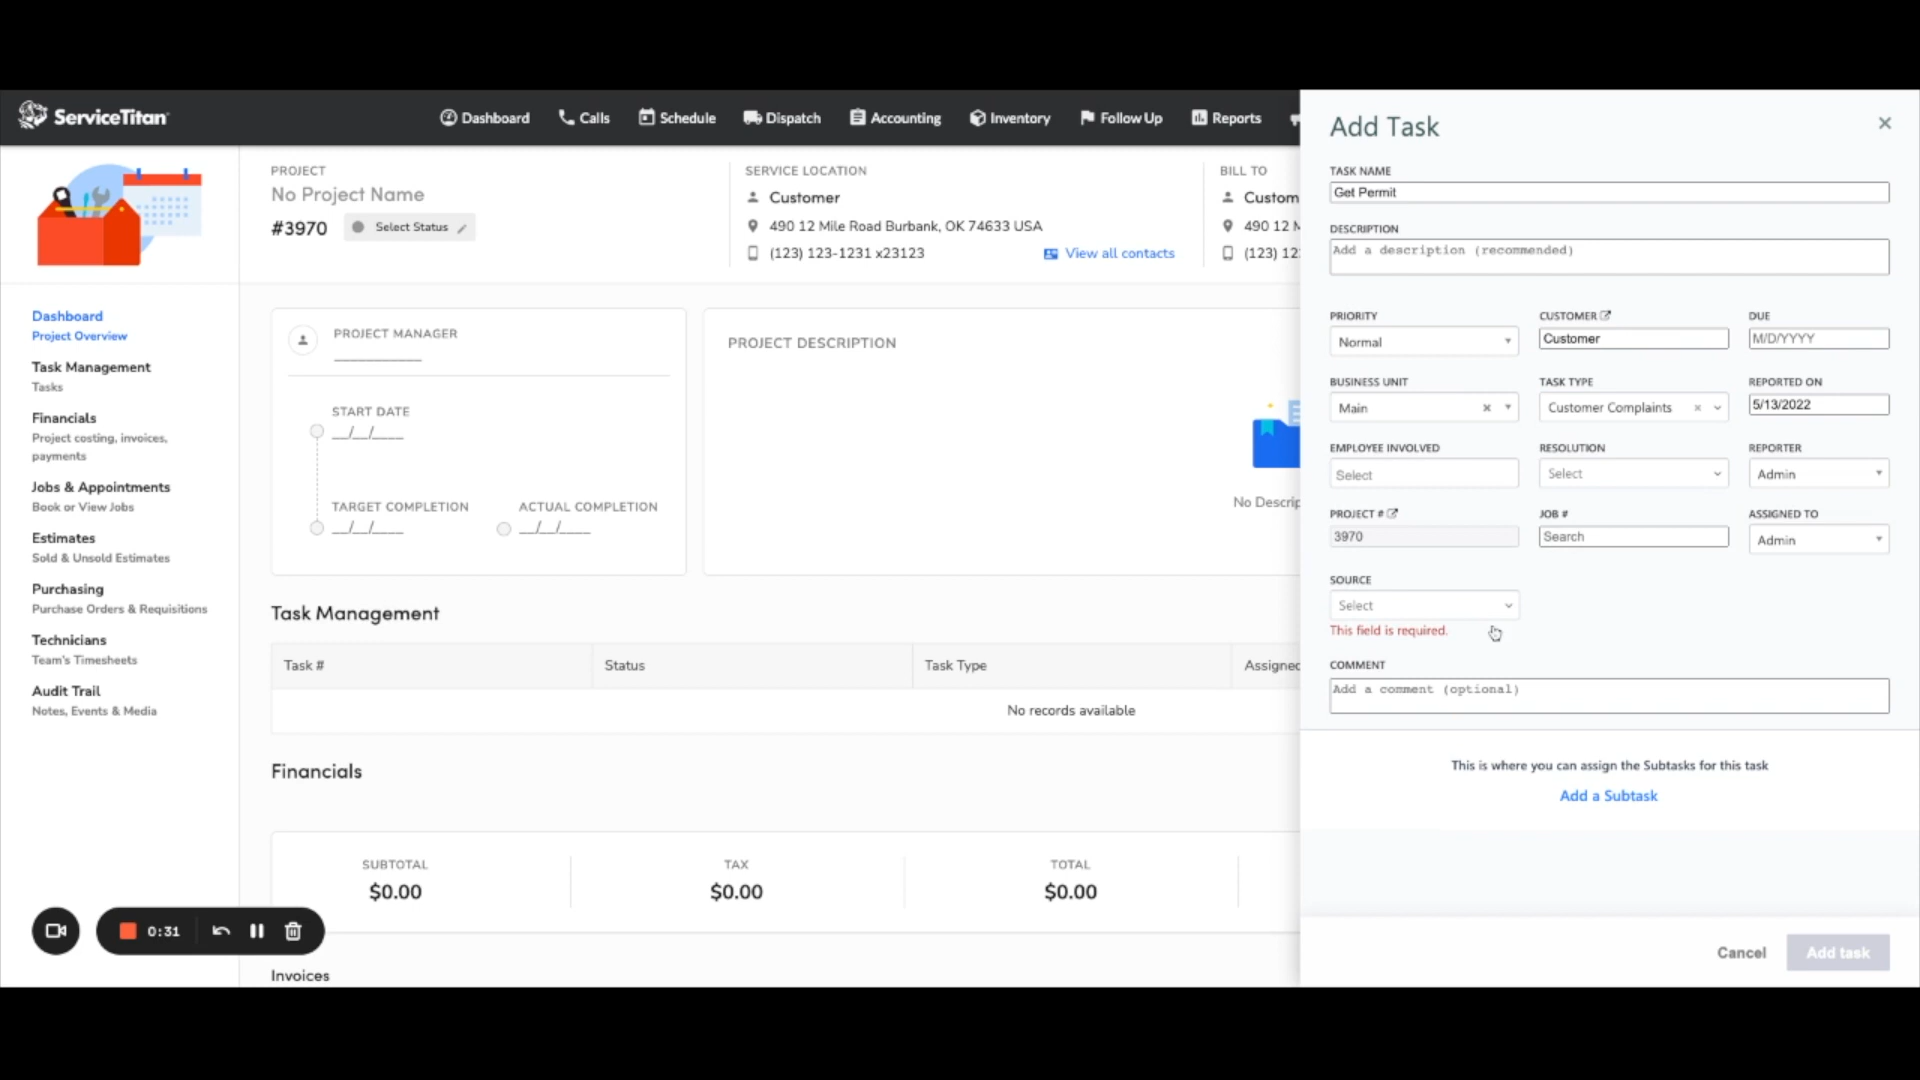 ServiceTitan
Dashboard
Calls
Schedule
Dispatch
Accounting
Inventory
Follow Up
Reports
PROJECT
No Project Name
#3970
Select Status
SERVICE LOCATION
Customer
490 12 Mile Road Burbank, OK 74633 USA
(123) 123-1231 x23123
View all contacts
BILL TO
Custom
490 12 M
(123) 12
Dashboard
Project Overview
Task Management
Tasks
Financials
Project costing, invoices,
payments
Jobs & Appointments
Book or View Jobs
Estimates
Sold & Unsold Estimates
Purchasing
Purchase Orders & Requisitions
Technicians
Team's Timesheets
Audit Trail
Notes, Events & Media
0:31
PROJECT MANAGER
START DATE
__/__/____
TARGET COMPLETION
__/__/____
ACTUAL COMPLETION
__/__/____
PROJECT DESCRIPTION
No Descrip
Task Management
Task #
Status
Task Type
Assigned
No records available
Financials
SUBTOTAL
$0.00
TAX
$0.00
TOTAL
$0.00
Invoices
Add Task
TASK NAME
Get Permit
DESCRIPTION
Add a description (recommended)
PRIORITY
Normal
CUSTOMER
Customer
DUE
M/D/YYYY
BUSINESS UNIT
Main
TASK TYPE
Customer Complaints
REPORTED ON
5/13/2022
EMPLOYEE INVOLVED
Select
RESOLUTION
Select
REPORTER
Admin
PROJECT #
3970
JOB #
Search
ASSIGNED TO
Admin
SOURCE
Select
This field is required.
COMMENT
Add a comment (optional)
This is where you can assign the Subtasks for this task
Add a Subtask
Cancel
Add task